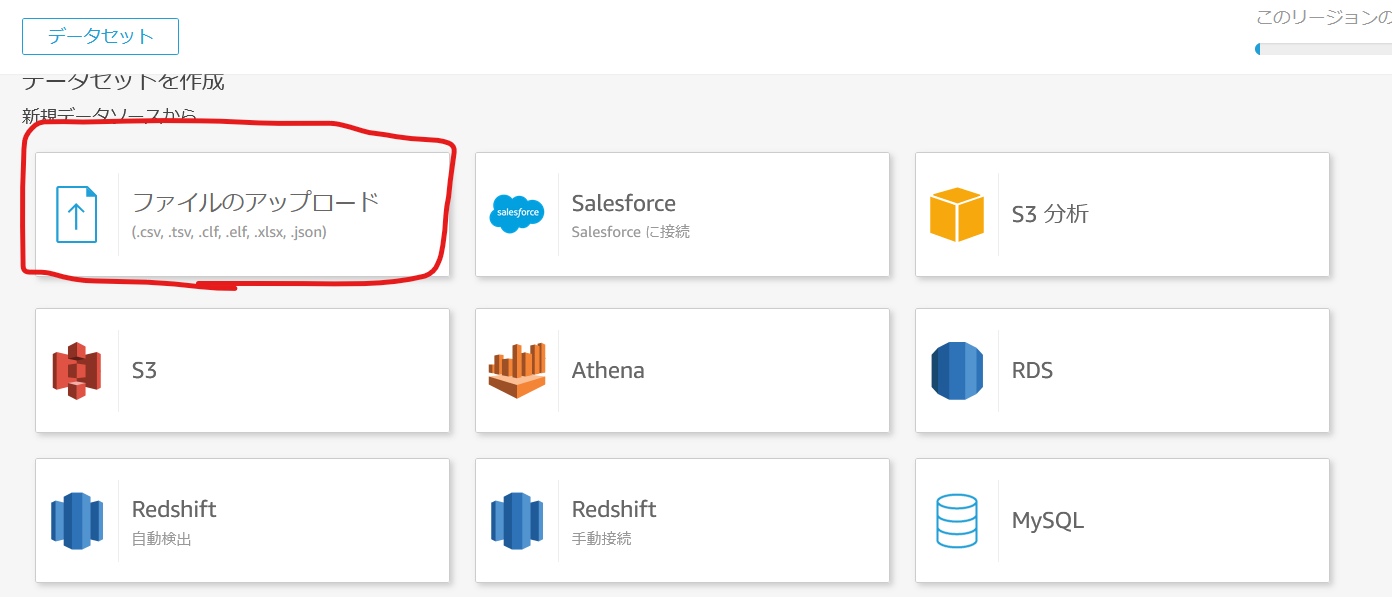 データセット
このリージョンの
データセットを作成
新規データソースから
ファイルのアップロード
(.csv, .tsv, .clf, .elf, .xlsx, .json)
salesforce
Salesforce
Salesforce に接続
S3 分析
S3
Athena
RDS
Redshift
自動検出
Redshift
手動接続
MySQL